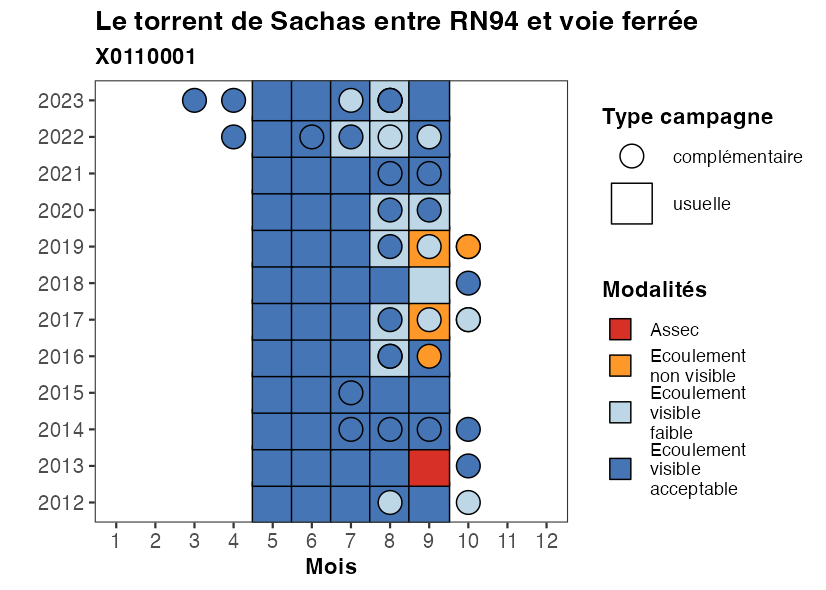 Le torrent de Sachas entre RN94 et voie ferrée
X0110001
2023
2022
2021
2020
2019
2018
2017
2016
2015
2014
2013
2012
1 2 3 4 5 6 7 8 9 10 11 12
Mois
Type campagne
complémentaire
usuelle
Modalités
Assec
Ecoulement
non visible
Ecoulement
visible
faible
Ecoulement
visible
acceptable